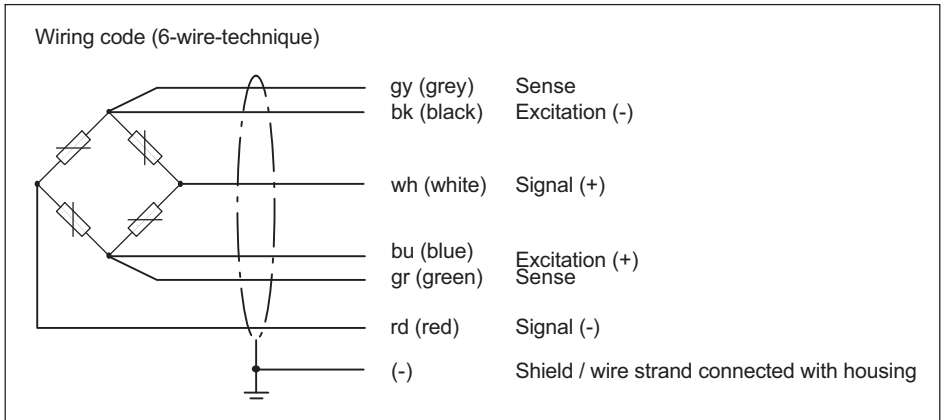 Wiring code (6-wire-technique)
gy (grey) Sense
bk (black) Excitation (-)
wh (white) Signal (+)
bu (blue) Excitation (+)
gr (green) Sense
rd (red) Signal (-)
(-) Shield / wire strand connected with housing